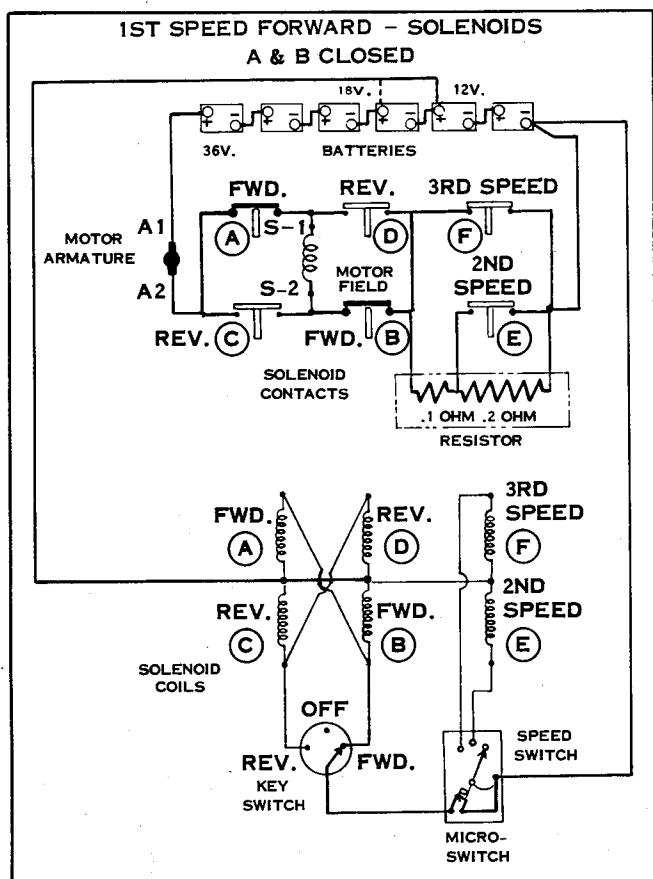 1ST SPEED FORWARD – SOLENOIDS
A & B CLOSED
18V. 12V.
+ – + – + – + – + – + –
36V. BATTERIES
FWD. REV. 3RD SPEED
A1 A S-1 D F
MOTOR
ARMATURE
MOTOR
FIELD
2ND
SPEED
A2 S-2
REV. C FWD. B E
SOLENOID
CONTACTS
.1 OHM .2 OHM
RESISTOR
FWD. A REV. D 3RD
SPEED
F
REV. C FWD. B 2ND
SPEED
E
SOLENOID
COILS
OFF
REV. FWD.
KEY
SWITCH
SPEED
SWITCH
MICRO-
SWITCH